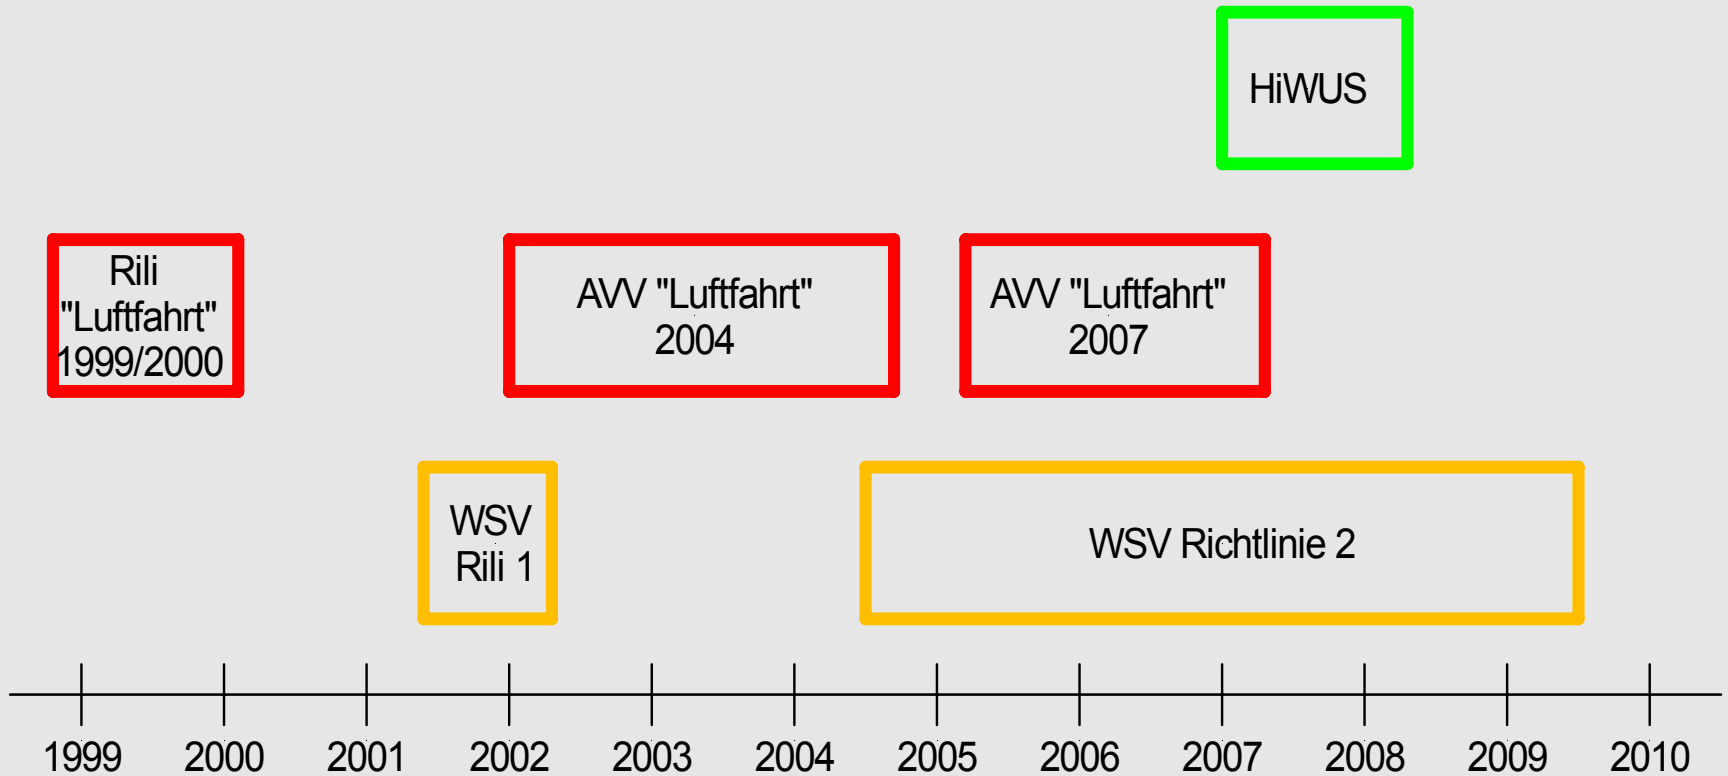 HiWUS
Rili
"Luftfahrt"
1999/2000
AVV "Luftfahrt"
2004
AVV "Luftfahrt"
2007
WSV
Rili 1
WSV Richtlinie 2
1999 2000 2001 2002 2003 2004 2005 2006 2007 2008 2009 2010